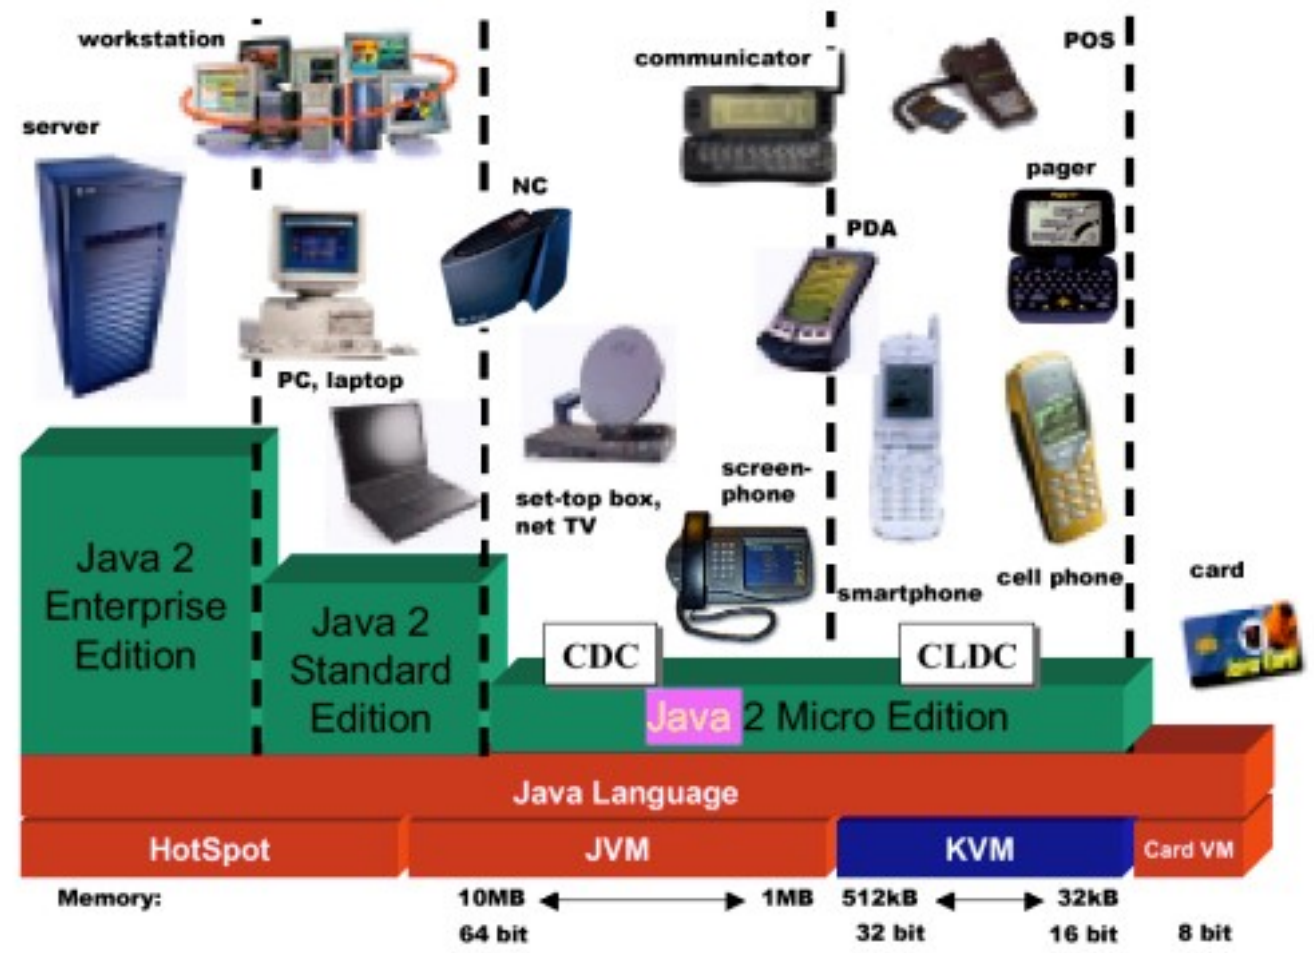 workstation
server
communicator
POS
NC
pager
PDA
PC, laptop
screen-
phone
set-top box,
net TV
smartphone
cell phone
card
Java 2
Enterprise
Edition
Java 2
Standard
Edition
CDC
CLDC
Java 2 Micro Edition
Java Language
HotSpot
JVM
KVM
Card VM
Memory:
10MB
1MB
512kB
32kB
64 bit
32 bit
16 bit
8 bit